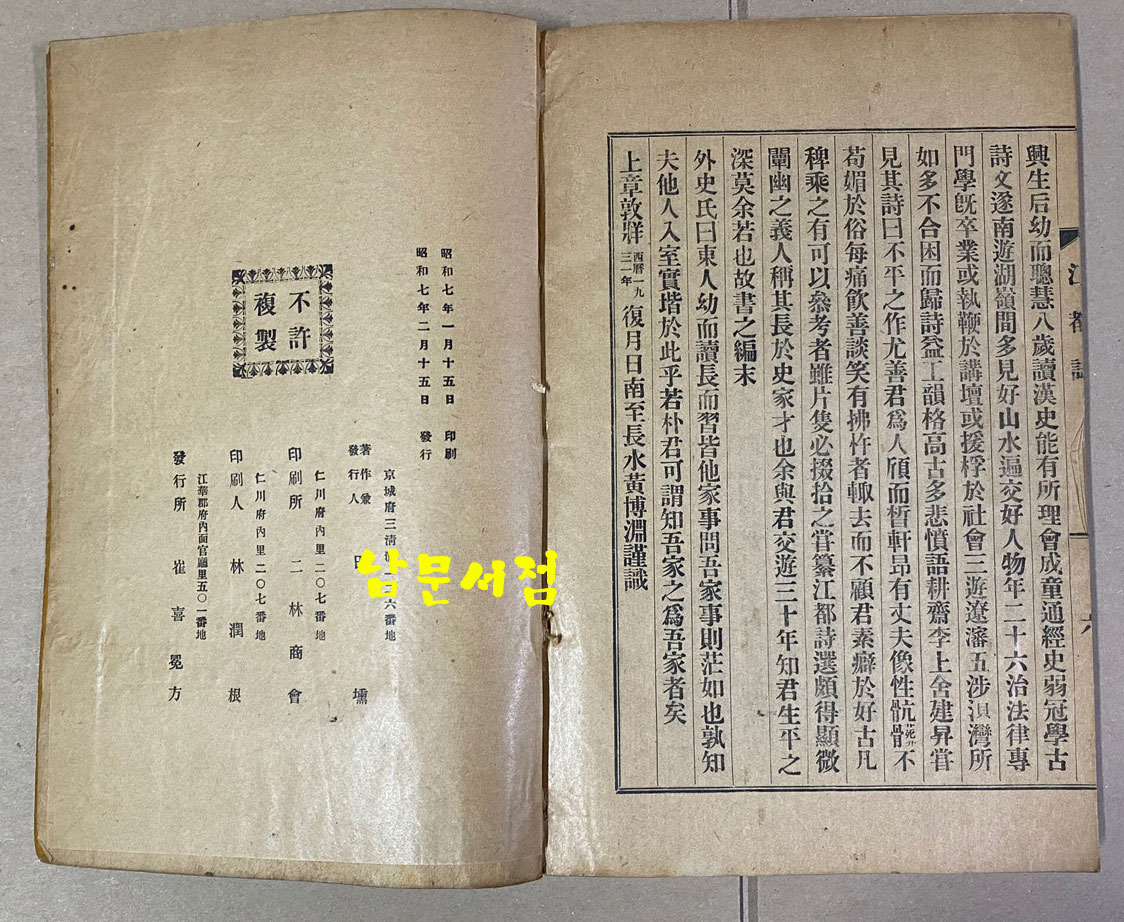 興生后幼而聰慧八歲讀漢史能有所理會成童通經史弱冠學古
詩文遂南遊湖嶺間多見好山水遍交好人物年二十六治法律專
門學旣卒業或執鞭於講壇或援桴於社會三遊遼瀋五涉浿灣所
如多不合困而歸詩益工韻格高古多悲憤語耕齋李上舍建昇嘗
見其詩曰不平之作尤善君爲人頎而晳軒昂有丈夫像性骯髒不
苟媚於俗每痛飮善談笑有拂忤者輙去而不顧君素癖於好古凡
稗乘之有可以參考者雖片隻必掇拾之嘗纂江都詩選頗得顯微
闡幽之義人稱其長於史家才也余與君交遊三十年知君生平之
深莫余若也故書之編末
外史氏曰東人幼而讀長而習皆他家事問吾家事則茫如也孰知
夫他人入室實堦於此乎若朴君可謂知吾家之爲吾家者矣
上章敦牂 西曆一九三一年 復月日南至長水黃博淵謹識
昭和七年一月十五日 印刷
昭和七年二月十五日 發行
京城府三淸
六番地
著作兼發行人
壎
仁川府內里二〇七番地
印刷所 二林商會
仁川府內里二〇七番地
印刷人 林潤根
江華郡府內面官廳里五〇一番地
發行所 崔喜冕方
不許
複製
남문서점